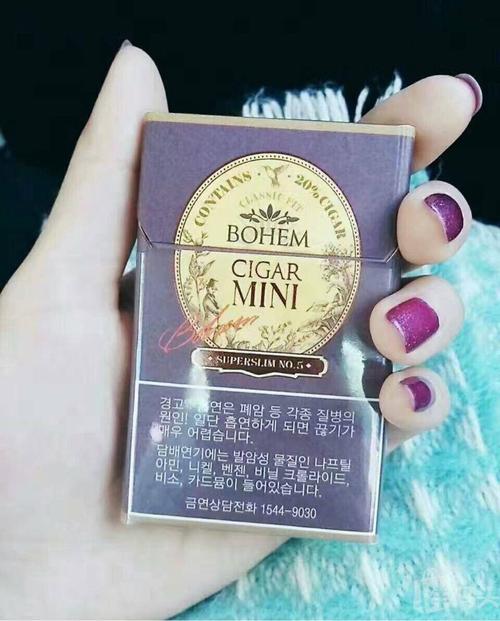 CONTAINS · 20% CIGAR
CLASSIC FIT
BOHEM
CIGAR
MINI
Bohem
SUPERSLIM NO.5
경고: 흡연은 폐암 등 각종 질병의
원인! 일단 흡연하게 되면 끊기가
매우 어렵습니다.
담배연기에는 발암성 물질인 나프틸
아민, 니켈, 벤젠, 비닐 크롤라이드,
비소, 카드뮴이 들어있습니다.
금연상담전화 1544-9030